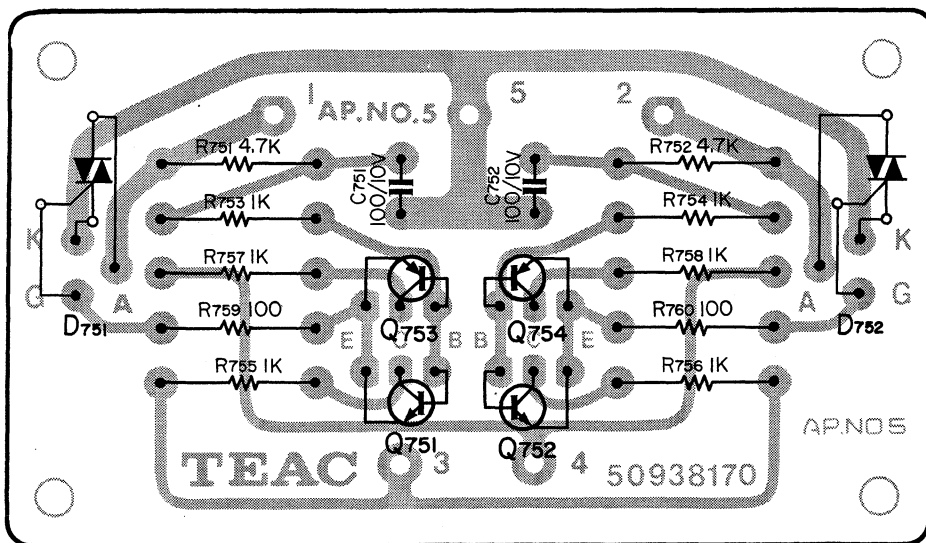 1 AP.NO.5 5 2
R751 4.7K
R752 4.7K
C751
100/10V
C752
100/10V
R753 1K
R754 1K
K
K
R757 1K
R758 1K
G A
A G
D751
D752
R759 100
R760 100
Q753
Q754
E C B B C E
R755 1K
R756 1K
Q751
Q752
AP.NO5
TEAC 3 4 50938170